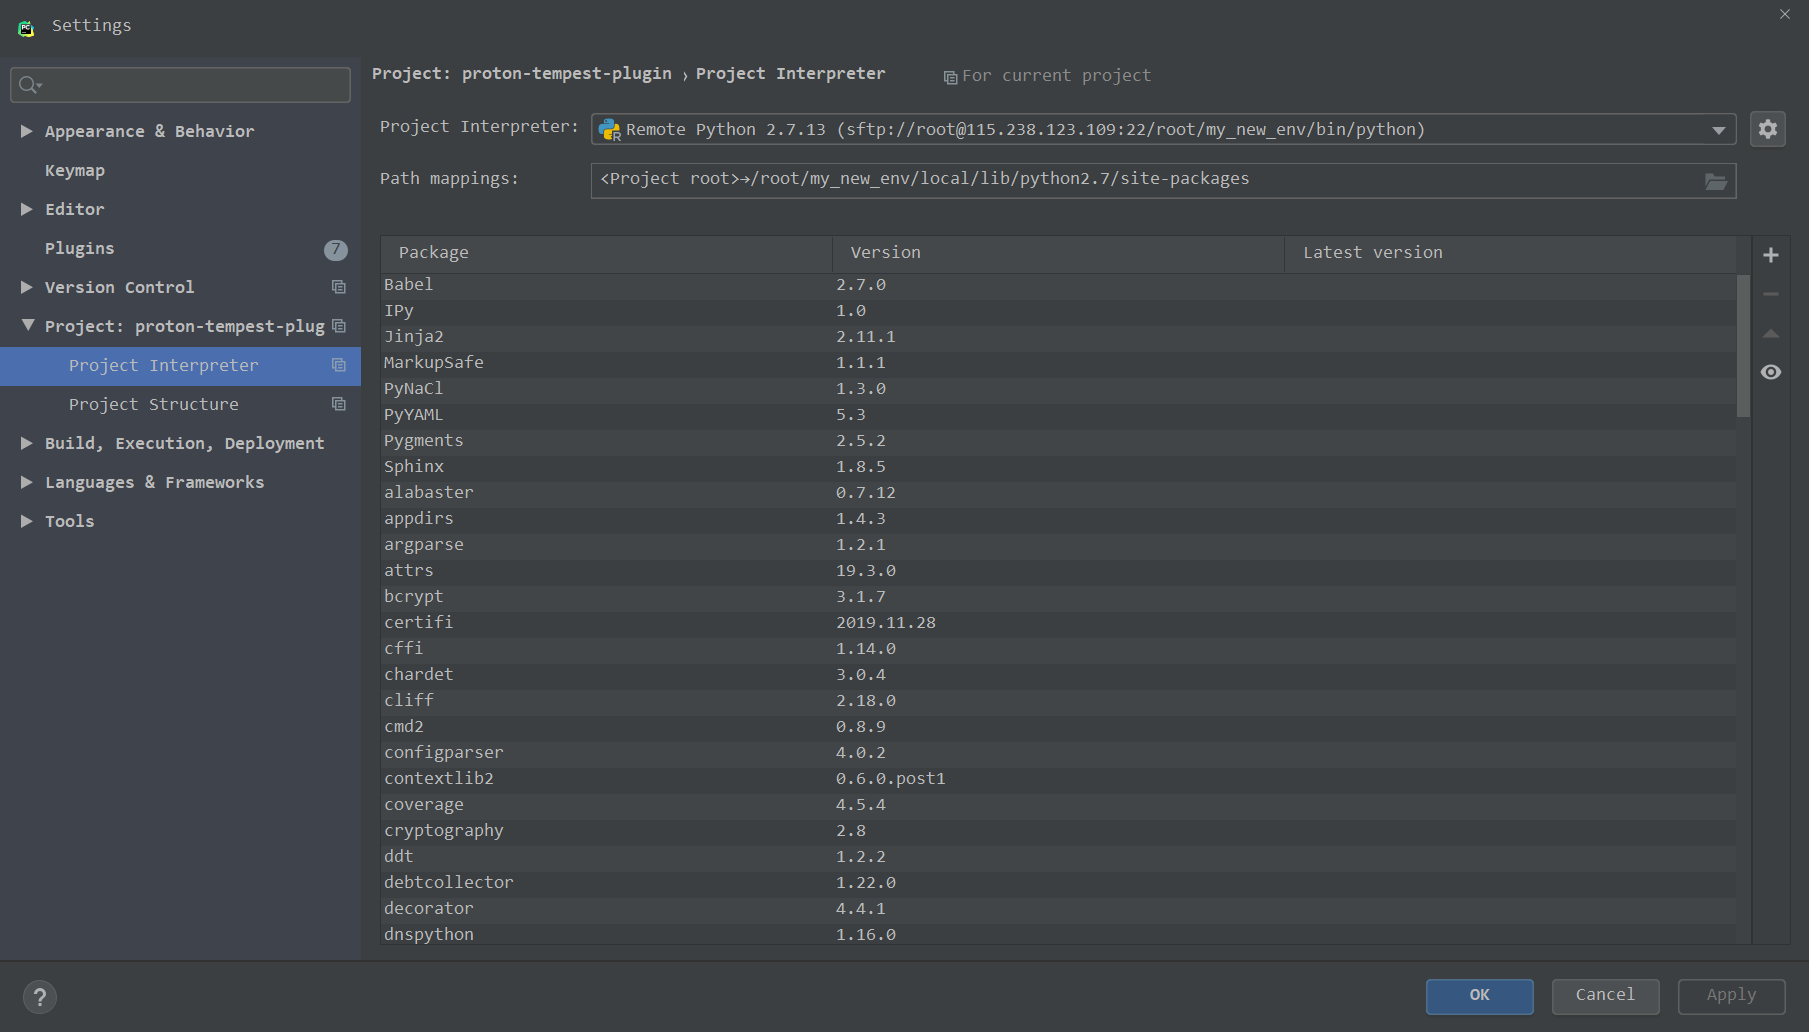 Settings
Project: proton-tempest-plugin › Project Interpreter
For current project
Appearance & Behavior
Keymap
Editor
Plugins
7
Version Control
Project: proton-tempest-plug
Project Interpreter
Project Structure
Build, Execution, Deployment
Languages & Frameworks
Tools
Project Interpreter:
Remote Python 2.7.13 (sftp://root@115.238.123.109:22/root/my_new_env/bin/python)
Path mappings:
<Project root>→/root/my_new_env/local/lib/python2.7/site-packages
Package Version Latest version
Babel 2.7.0
IPy 1.0
Jinja2 2.11.1
MarkupSafe 1.1.1
PyNaCl 1.3.0
PyYAML 5.3
Pygments 2.5.2
Sphinx 1.8.5
alabaster 0.7.12
appdirs 1.4.3
argparse 1.2.1
attrs 19.3.0
bcrypt 3.1.7
certifi 2019.11.28
cffi 1.14.0
chardet 3.0.4
cliff 2.18.0
cmd2 0.8.9
configparser 4.0.2
contextlib2 0.6.0.post1
coverage 4.5.4
cryptography 2.8
ddt 1.2.2
debtcollector 1.22.0
decorator 4.4.1
dnspython 1.16.0
?
OK
Cancel
Apply